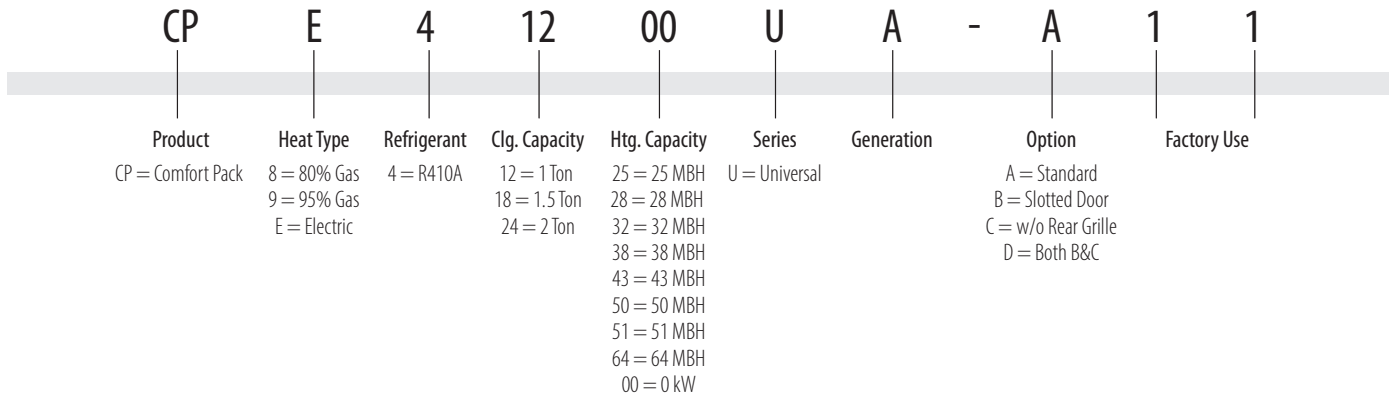 CP E 4 12 00 U A - A 1 1
Product Heat Type Refrigerant Clg. Capacity Htg. Capacity Series Generation Option Factory Use
CP = Comfort Pack 8 = 80% Gas 4 = R410A 12 = 1 Ton 25 = 25 MBH U = Universal A = Standard
9 = 95% Gas 18 = 1.5 Ton 28 = 28 MBH B = Slotted Door
E = Electric 24 = 2 Ton 32 = 32 MBH C = w/o Rear Grille
38 = 38 MBH D = Both B&C
43 = 43 MBH
50 = 50 MBH
51 = 51 MBH
64 = 64 MBH
00 = 0 kW